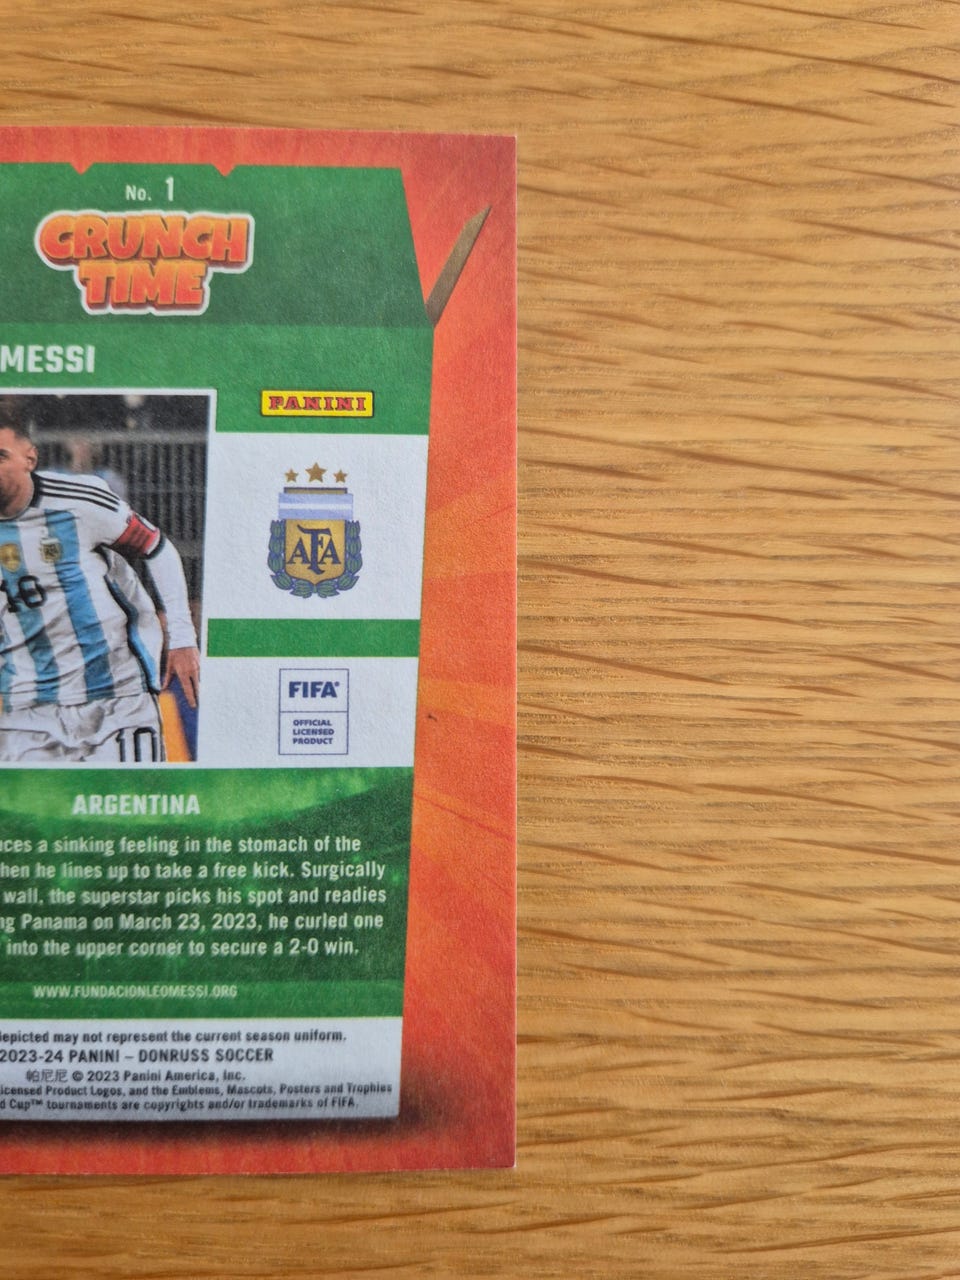 No. 1
CRUNCH
TIME
MESSI
PANINI
AFA
10
10
FIFA®
OFFICIAL
LICENSED
PRODUCT
ARGENTINA
ces a sinking feeling in the stomach of the
hen he lines up to take a free kick. Surgically
wall, the superstar picks his spot and readies
ng Panama on March 23, 2023, he curled one
into the upper corner to secure a 2-0 win.
WWW.FUNDACIONLEOMESSI.ORG
depicted may not represent the current season uniform.
2023-24 PANINI – DONRUSS SOCCER
帕尼尼 © 2023 Panini America, Inc.
icensed Product Logos, and the Emblems, Mascots, Posters and Trophies
d Cup™ tournaments are copyrights and/or trademarks of FIFA.